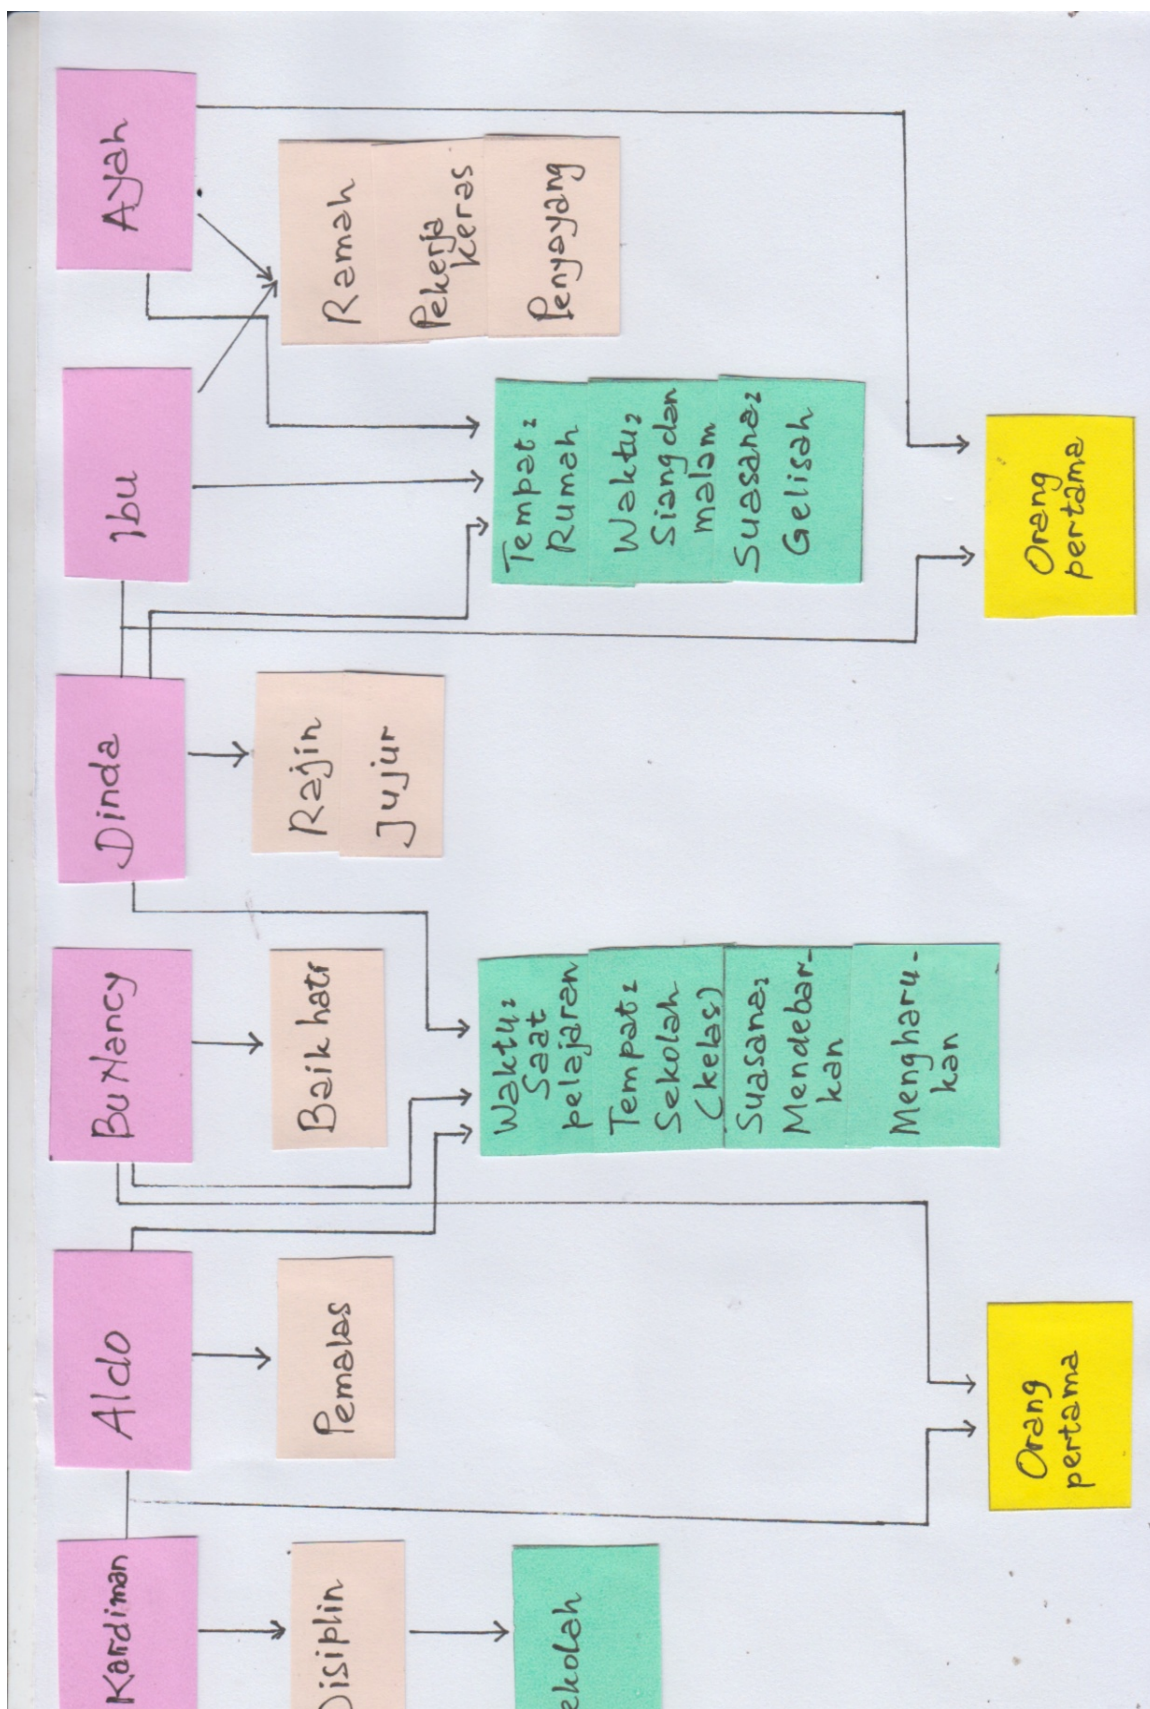 Kardiman
Aldo
Bu Nancy
Dinda
Ibu
Ayah
Disiplin
Pemalas
Baik hati
Rajin
Jujur
Ramah
Pekerja
keras
Penyayang
ekolah
Waktu:
Saat
pelajaran
Tempat:
Sekolah
(kelas)
Suasana:
Mendebar-
kan
Mengharu-
kan
Tempat:
Rumah
Waktu:
Siang dan
malam
Suasana:
Gelisah
Orang
pertama
Orang
pertama